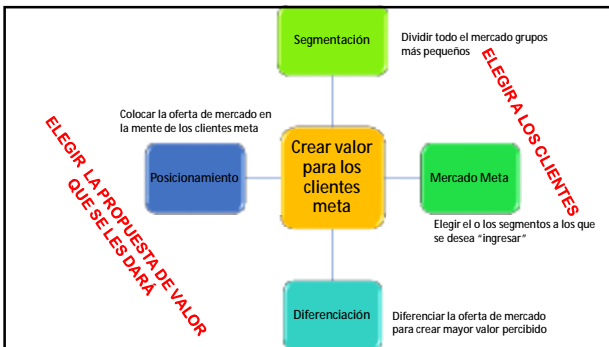 Segmentación
Dividir todo el mercado grupos
más pequeños
ELEGIR A LOS CLIENTES
Colocar la oferta de mercado en
la mente de los clientes meta
Posicionamiento
Crear valor
para los
clientes
meta
Mercado Meta
ELEGIR LA PROPUESTA DE VALOR
QUE SE LES DARÁ
Elegir el o los segmentos a los que
se desea "ingresar"
Diferenciación
Diferenciar la oferta de mercado
para crear mayor valor percibido